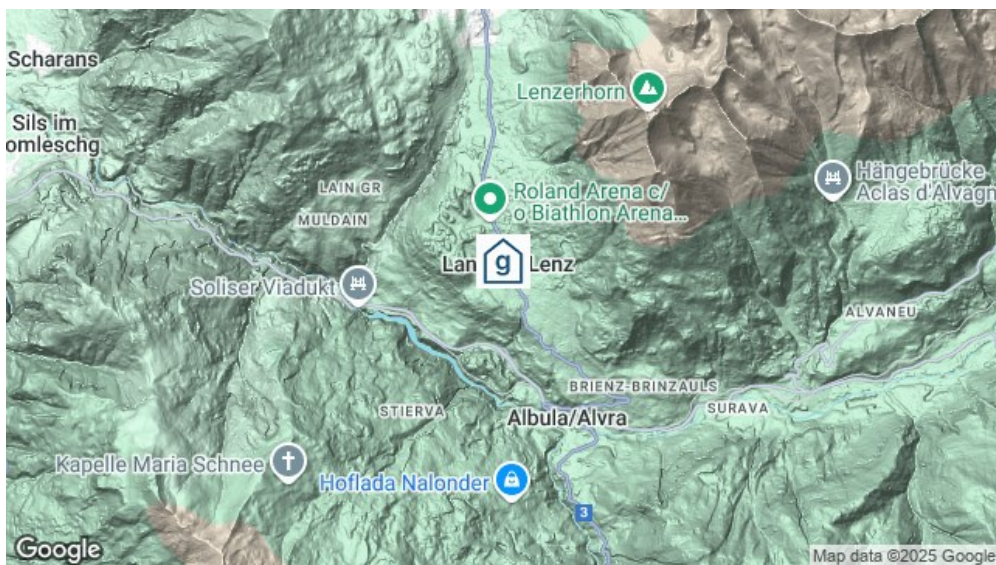 Scharans
Lenzerhorn
Sils im
omleschg
Hängebrücke
Aclas d'Alvagn
LAIN GR
Roland Arena c/
o Biathlon Arena...
MULDAIN
Lan g Lenz
Soliser Viadukt
ALVANEU
BRIENZ-BRINZAULS
STIERVA
SURAVA
Albula/Alvra
Kapelle Maria Schnee
Hoflada Nalonder
3
Google
Map data ©2025 Google